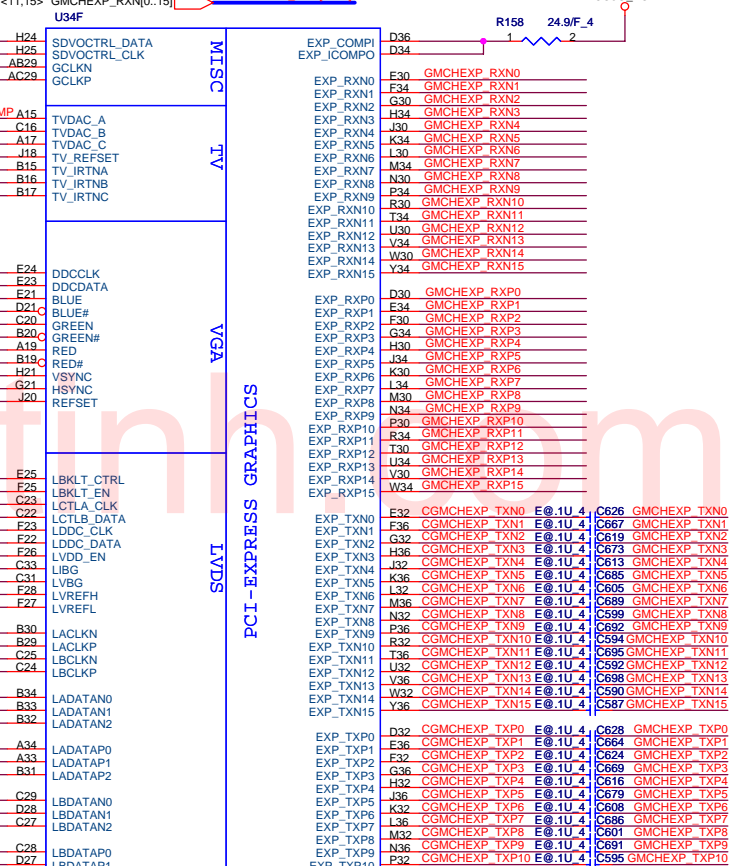 <11,15> GMCHEXP_RXN[0..15]
U34F
R158 24.9/F_4
1 2
H24 SDVOCTRL_DATA
H25 SDVOCTRL_CLK
AB29 GCLKN
AC29 GCLKP
MISC
A15 TVDAC_A
C16 TVDAC_B
A17 TVDAC_C
J18 TV_REFSET
B15 TV_IRTNA
B16 TV_IRTNB
B17 TV_IRTNC
TV
E24 DDCCLK
E23 DDCDATA
E21 BLUE
D21 BLUE#
C20 GREEN
B20 GREEN#
A19 RED
B19 RED#
H21 VSYNC
G21 HSYNC
J20 REFSET
VGA
E25 LBKLT_CTRL
F25 LBKLT_EN
C23 LCTLA_CLK
C22 LCTLB_DATA
F23 LDDC_CLK
F22 LDDC_DATA
F26 LVDD_EN
C33 LIBG
C31 LVBG
F28 LVREFH
F27 LVREFL
B30 LACLKN
B29 LACLKP
C25 LBCLKN
C24 LBCLKP
LVDS
B34 LADATAN0
B33 LADATAN1
B32 LADATAN2
A34 LADATAP0
A33 LADATAP1
B31 LADATAP2
C29 LBDATAN0
D28 LBDATAN1
C27 LBDATAN2
C28 LBDATAP0
D27 LBDATAP1
PCI-EXPRESS GRAPHICS
EXP_COMPI D36
EXP_ICOMPO D34
EXP_RXN0 E30 GMCHEXP_RXN0
EXP_RXN1 F34 GMCHEXP_RXN1
EXP_RXN2 G30 GMCHEXP_RXN2
EXP_RXN3 H34 GMCHEXP_RXN3
EXP_RXN4 J30 GMCHEXP_RXN4
EXP_RXN5 K34 GMCHEXP_RXN5
EXP_RXN6 L30 GMCHEXP_RXN6
EXP_RXN7 M34 GMCHEXP_RXN7
EXP_RXN8 N30 GMCHEXP_RXN8
EXP_RXN9 P34 GMCHEXP_RXN9
EXP_RXN10 R30 GMCHEXP_RXN10
EXP_RXN11 T34 GMCHEXP_RXN11
EXP_RXN12 U30 GMCHEXP_RXN12
EXP_RXN13 V34 GMCHEXP_RXN13
EXP_RXN14 W30 GMCHEXP_RXN14
EXP_RXN15 Y34 GMCHEXP_RXN15
EXP_RXP0 D30 GMCHEXP_RXP0
EXP_RXP1 E34 GMCHEXP_RXP1
EXP_RXP2 F30 GMCHEXP_RXP2
EXP_RXP3 G34 GMCHEXP_RXP3
EXP_RXP4 H30 GMCHEXP_RXP4
EXP_RXP5 J34 GMCHEXP_RXP5
EXP_RXP6 K30 GMCHEXP_RXP6
EXP_RXP7 L34 GMCHEXP_RXP7
EXP_RXP8 M30 GMCHEXP_RXP8
EXP_RXP9 N34 GMCHEXP_RXP9
EXP_RXP10 P30 GMCHEXP_RXP10
EXP_RXP11 R34 GMCHEXP_RXP11
EXP_RXP12 T30 GMCHEXP_RXP12
EXP_RXP13 U34 GMCHEXP_RXP13
EXP_RXP14 V30 GMCHEXP_RXP14
EXP_RXP15 W34 GMCHEXP_RXP15
EXP_TXN0 E32 CGMCHEXP_TXN0 E@.1U_4 C626 GMCHEXP_TXN0
EXP_TXN1 F36 CGMCHEXP_TXN1 E@.1U_4 C667 GMCHEXP_TXN1
EXP_TXN2 G32 CGMCHEXP_TXN2 E@.1U_4 C619 GMCHEXP_TXN2
EXP_TXN3 H36 CGMCHEXP_TXN3 E@.1U_4 C673 GMCHEXP_TXN3
EXP_TXN4 J32 CGMCHEXP_TXN4 E@.1U_4 C613 GMCHEXP_TXN4
EXP_TXN5 K36 CGMCHEXP_TXN5 E@.1U_4 C685 GMCHEXP_TXN5
EXP_TXN6 L32 CGMCHEXP_TXN6 E@.1U_4 C605 GMCHEXP_TXN6
EXP_TXN7 M36 CGMCHEXP_TXN7 E@.1U_4 C689 GMCHEXP_TXN7
EXP_TXN8 N32 CGMCHEXP_TXN8 E@.1U_4 C599 GMCHEXP_TXN8
EXP_TXN9 P36 CGMCHEXP_TXN9 E@.1U_4 C692 GMCHEXP_TXN9
EXP_TXN10 R32 CGMCHEXP_TXN10 E@.1U_4 C594 GMCHEXP_TXN10
EXP_TXN11 T36 CGMCHEXP_TXN11 E@.1U_4 C695 GMCHEXP_TXN11
EXP_TXN12 U32 CGMCHEXP_TXN12 E@.1U_4 C592 GMCHEXP_TXN12
EXP_TXN13 V36 CGMCHEXP_TXN13 E@.1U_4 C698 GMCHEXP_TXN13
EXP_TXN14 W32 CGMCHEXP_TXN14 E@.1U_4 C590 GMCHEXP_TXN14
EXP_TXN15 Y36 CGMCHEXP_TXN15 E@.1U_4 C587 GMCHEXP_TXN15
EXP_TXP0 D32 CGMCHEXP_TXP0 E@.1U_4 C628 GMCHEXP_TXP0
EXP_TXP1 E36 CGMCHEXP_TXP1 E@.1U_4 C664 GMCHEXP_TXP1
EXP_TXP2 F32 CGMCHEXP_TXP2 E@.1U_4 C624 GMCHEXP_TXP2
EXP_TXP3 G36 CGMCHEXP_TXP3 E@.1U_4 C669 GMCHEXP_TXP3
EXP_TXP4 H32 CGMCHEXP_TXP4 E@.1U_4 C616 GMCHEXP_TXP4
EXP_TXP5 J36 CGMCHEXP_TXP5 E@.1U_4 C679 GMCHEXP_TXP5
EXP_TXP6 K32 CGMCHEXP_TXP6 E@.1U_4 C608 GMCHEXP_TXP6
EXP_TXP7 L36 CGMCHEXP_TXP7 E@.1U_4 C686 GMCHEXP_TXP7
EXP_TXP8 M32 CGMCHEXP_TXP8 E@.1U_4 C601 GMCHEXP_TXP8
EXP_TXP9 N36 CGMCHEXP_TXP9 E@.1U_4 C691 GMCHEXP_TXP9
EXP_TXP10 P32 CGMCHEXP_TXP10 E@.1U_4 C595 GMCHEXP_TXP10
tinh.com